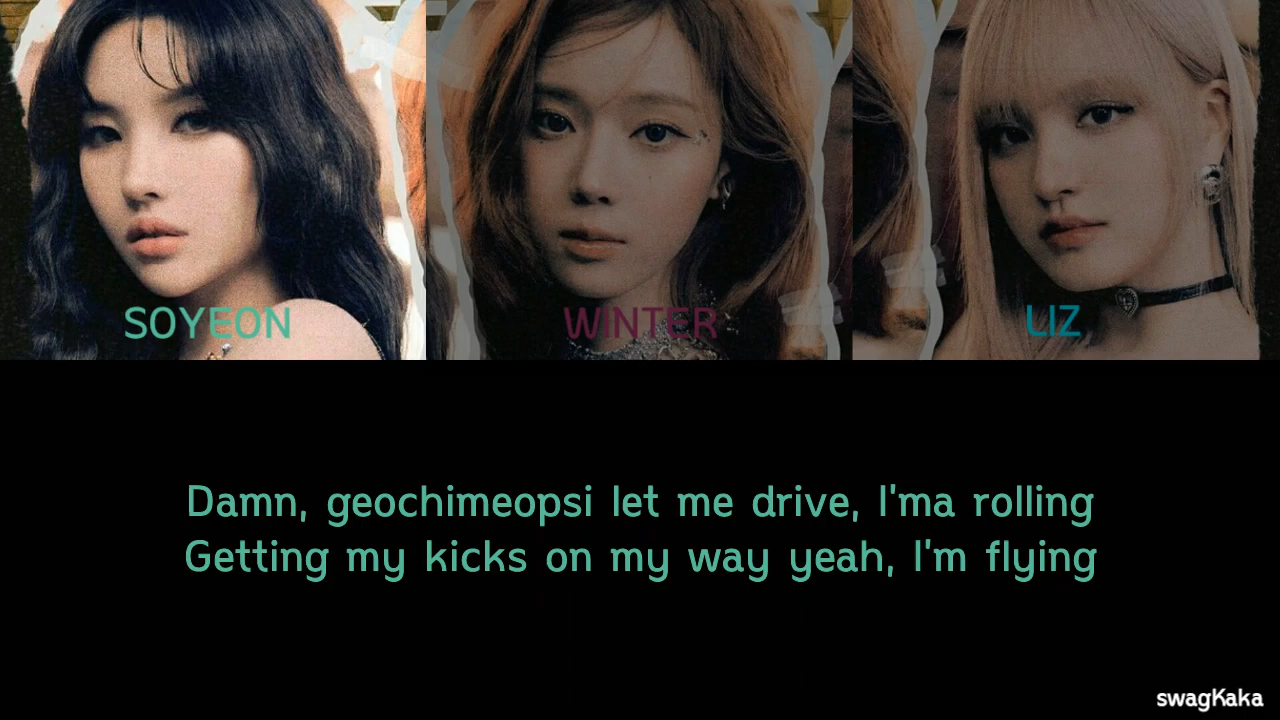 SOYEON
WINTER
LIZ
Damn, geochimeopsi let me drive, I'ma rolling
Getting my kicks on my way yeah, I'm flying
swagKaka